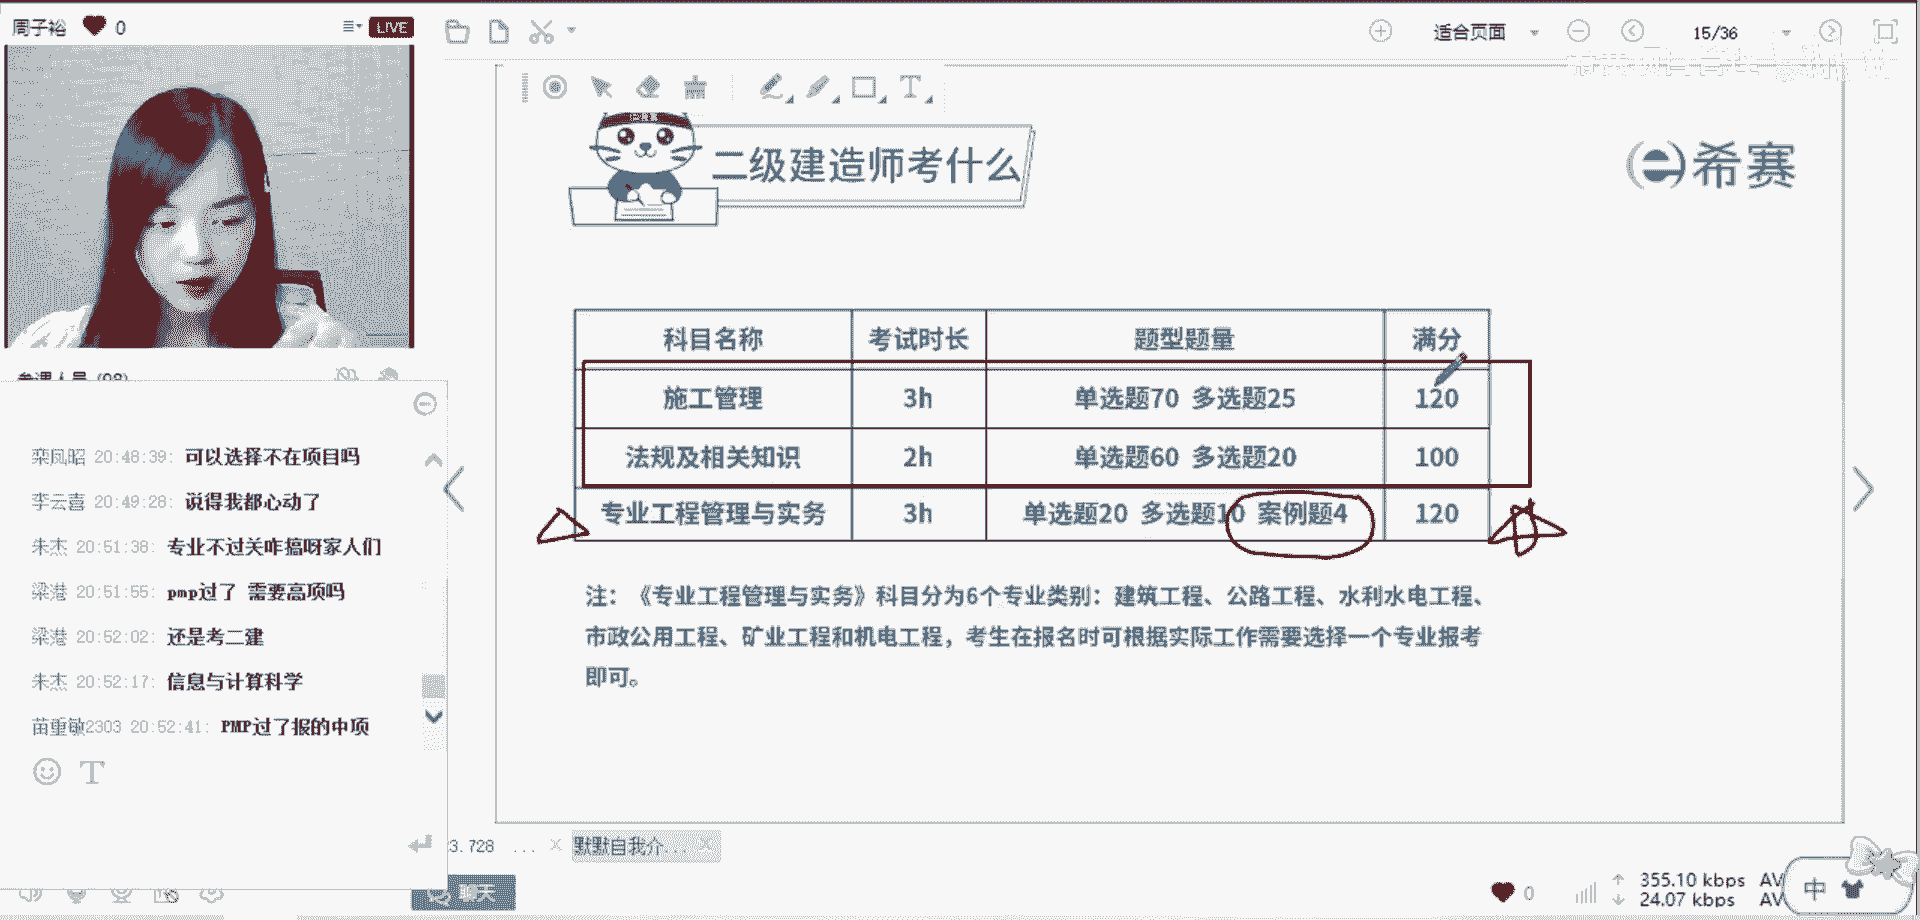 周子裕 0 LIVE
适合页面 15/36
二级建造师考什么
希赛
科目名称 考试时长 题型题量 满分
施工管理 3h 单选题70 多选题25 120
法规及相关知识 2h 单选题60 多选题20 100
专业工程管理与实务 3h 单选题20 多选题10 案例题4 120
注：《专业工程管理与实务》科目分为6个专业类别：建筑工程、公路工程、水利水电工程、
市政公用工程、矿业工程和机电工程，考生在报名时可根据实际工作需要选择一个专业报考
即可。
栾凤昭 20:48:39: 可以选择不在项目吗
李云喜 20:49:28: 说得我都心动了
朱杰 20:51:38: 专业不过关咋搞呀家人们
梁港 20:51:55: pmp过了 需要高项吗
梁港 20:52:02: 还是考二建
朱杰 20:52:17: 信息与计算科学
苗重敏2303 20:52:41: PMP过了报的中项
T
3.728 ... 默默自我介...
聊天
0 355.10 kbps AV
24.07 kbps AV
中